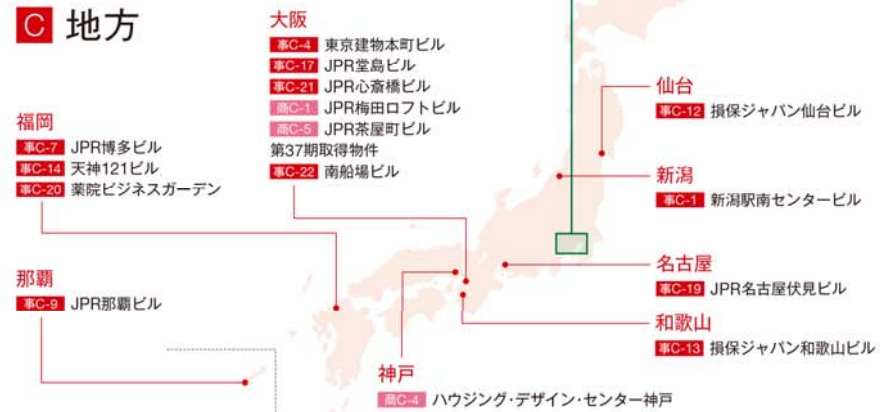 C 地方
大阪
事C-4 東京建物本町ビル
事C-17 JPR堂島ビル
事C-21 JPR心斎橋ビル
商C-1 JPR梅田ロフトビル
商C-5 JPR茶屋町ビル
第37期取得物件
事C-22 南船場ビル
福岡
事C-7 JPR博多ビル
事C-14 天神121ビル
事C-20 薬院ビジネスガーデン
那覇
事C-9 JPR那覇ビル
仙台
事C-12 損保ジャパン仙台ビル
新潟
事C-1 新潟駅南センタービル
名古屋
事C-19 JPR名古屋伏見ビル
和歌山
事C-13 損保ジャパン和歌山ビル
神戸
商C-4 ハウジング･デザイン･センター神戸